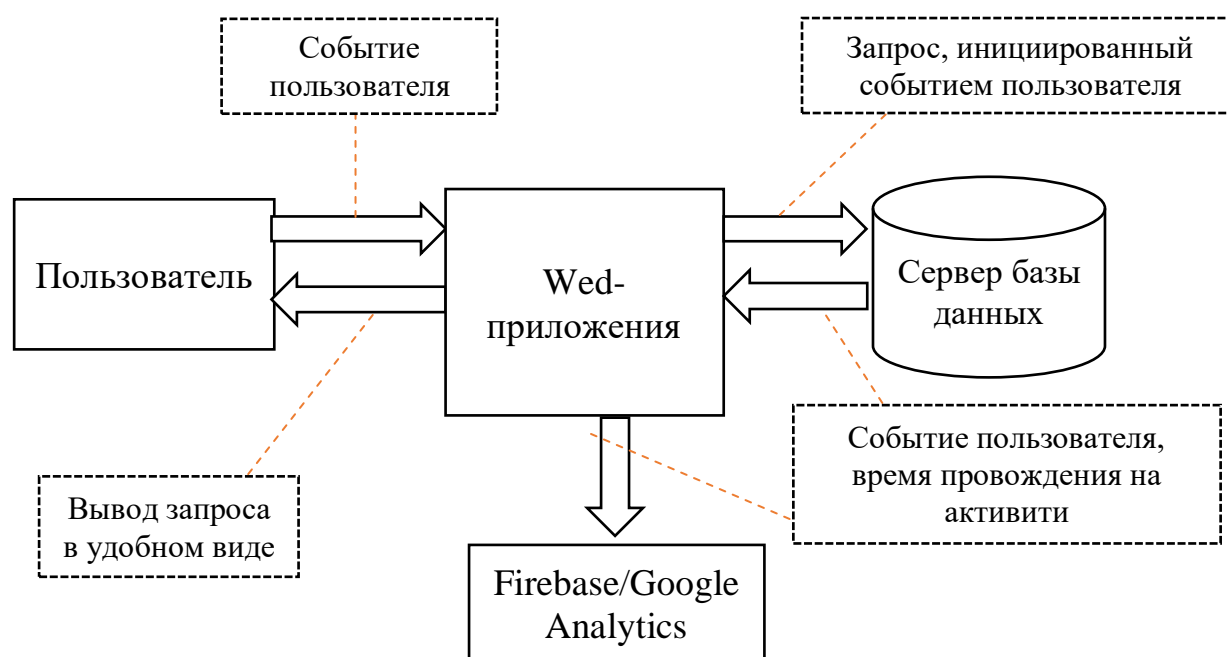 Событие
пользователя
Запрос, инициированный
событием пользователя
Пользователь
Wed-
приложения
Сервер базы
данных
Вывод запроса
в удобном виде
Событие пользователя,
время провождения на
активити
Firebase/Google
Analytics